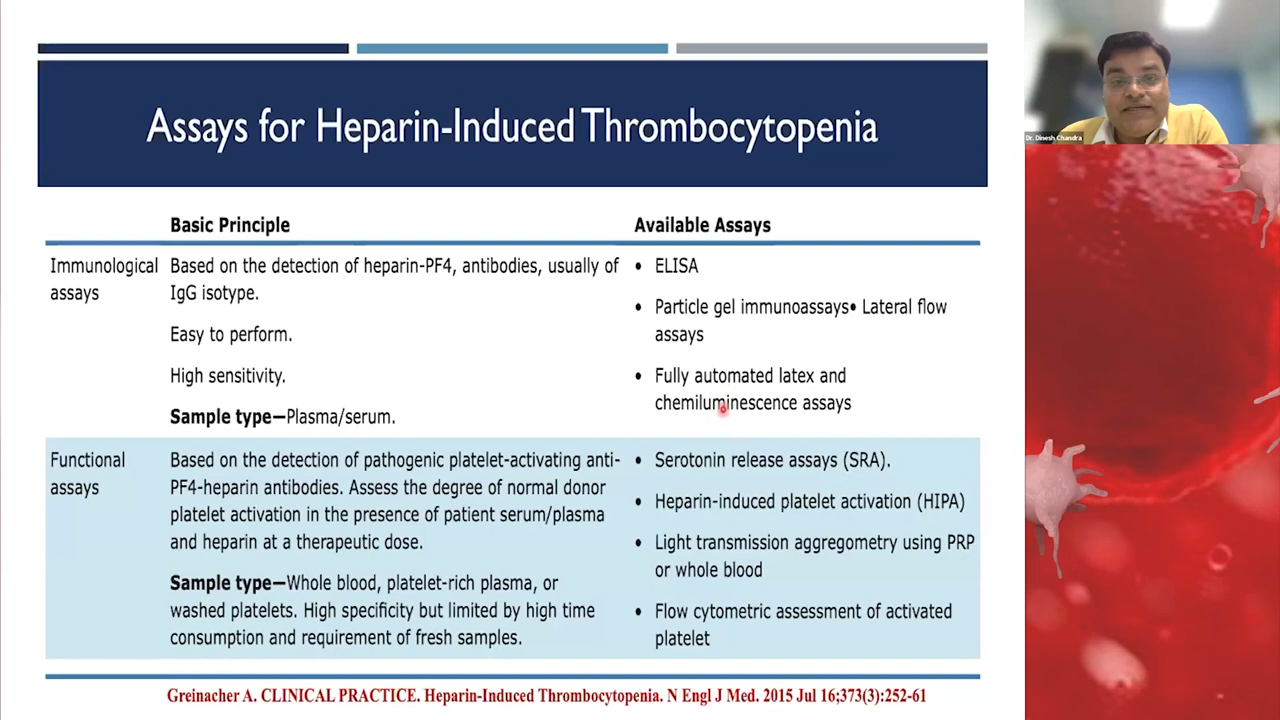 Assays for Heparin-Induced Thrombocytopenia
Dr. Dinesh Chandra
Basic Principle
Available Assays
Immunological
assays
Based on the detection of heparin-PF4, antibodies, usually of
IgG isotype.
Easy to perform.
High sensitivity.
Sample type—Plasma/serum.
• ELISA
• Particle gel immunoassays• Lateral flow
assays
• Fully automated latex and
chemiluminescence assays
Functional
assays
Based on the detection of pathogenic platelet-activating anti-
PF4-heparin antibodies. Assess the degree of normal donor
platelet activation in the presence of patient serum/plasma
and heparin at a therapeutic dose.
Sample type—Whole blood, platelet-rich plasma, or
washed platelets. High specificity but limited by high time
consumption and requirement of fresh samples.
• Serotonin release assays (SRA).
• Heparin-induced platelet activation (HIPA)
• Light transmission aggregometry using PRP
or whole blood
• Flow cytometric assessment of activated
platelet
Greinacher A. CLINICAL PRACTICE. Heparin-Induced Thrombocytopenia. N Engl J Med. 2015 Jul 16;373(3):252-61